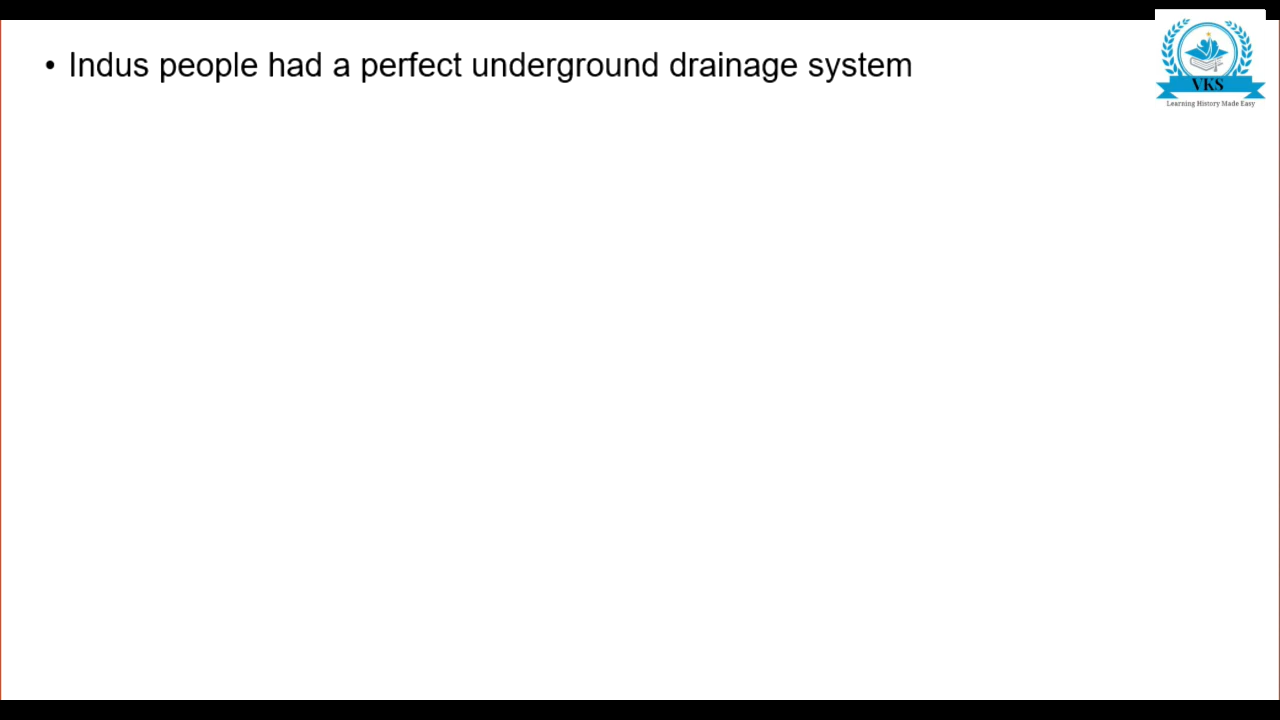 • Indus people had a perfect underground drainage system
VKS
Learning History Made Easy